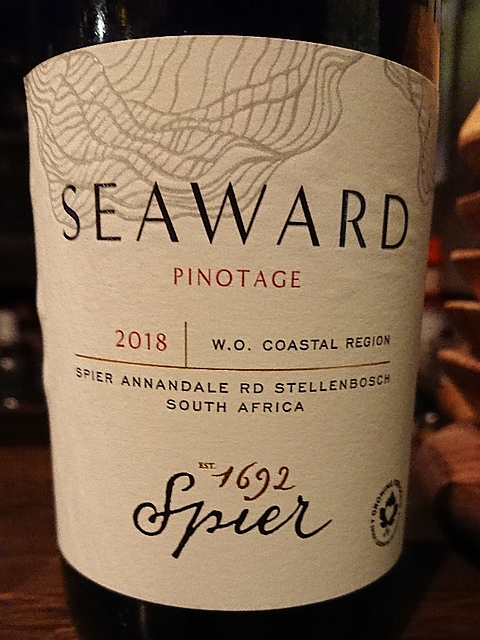 SEAWARD
PINOTAGE
2018
W.O. COASTAL REGION
SPIER ANNANDALE RD STELLENBOSCH
SOUTH AFRICA
EST. 1692
Spier